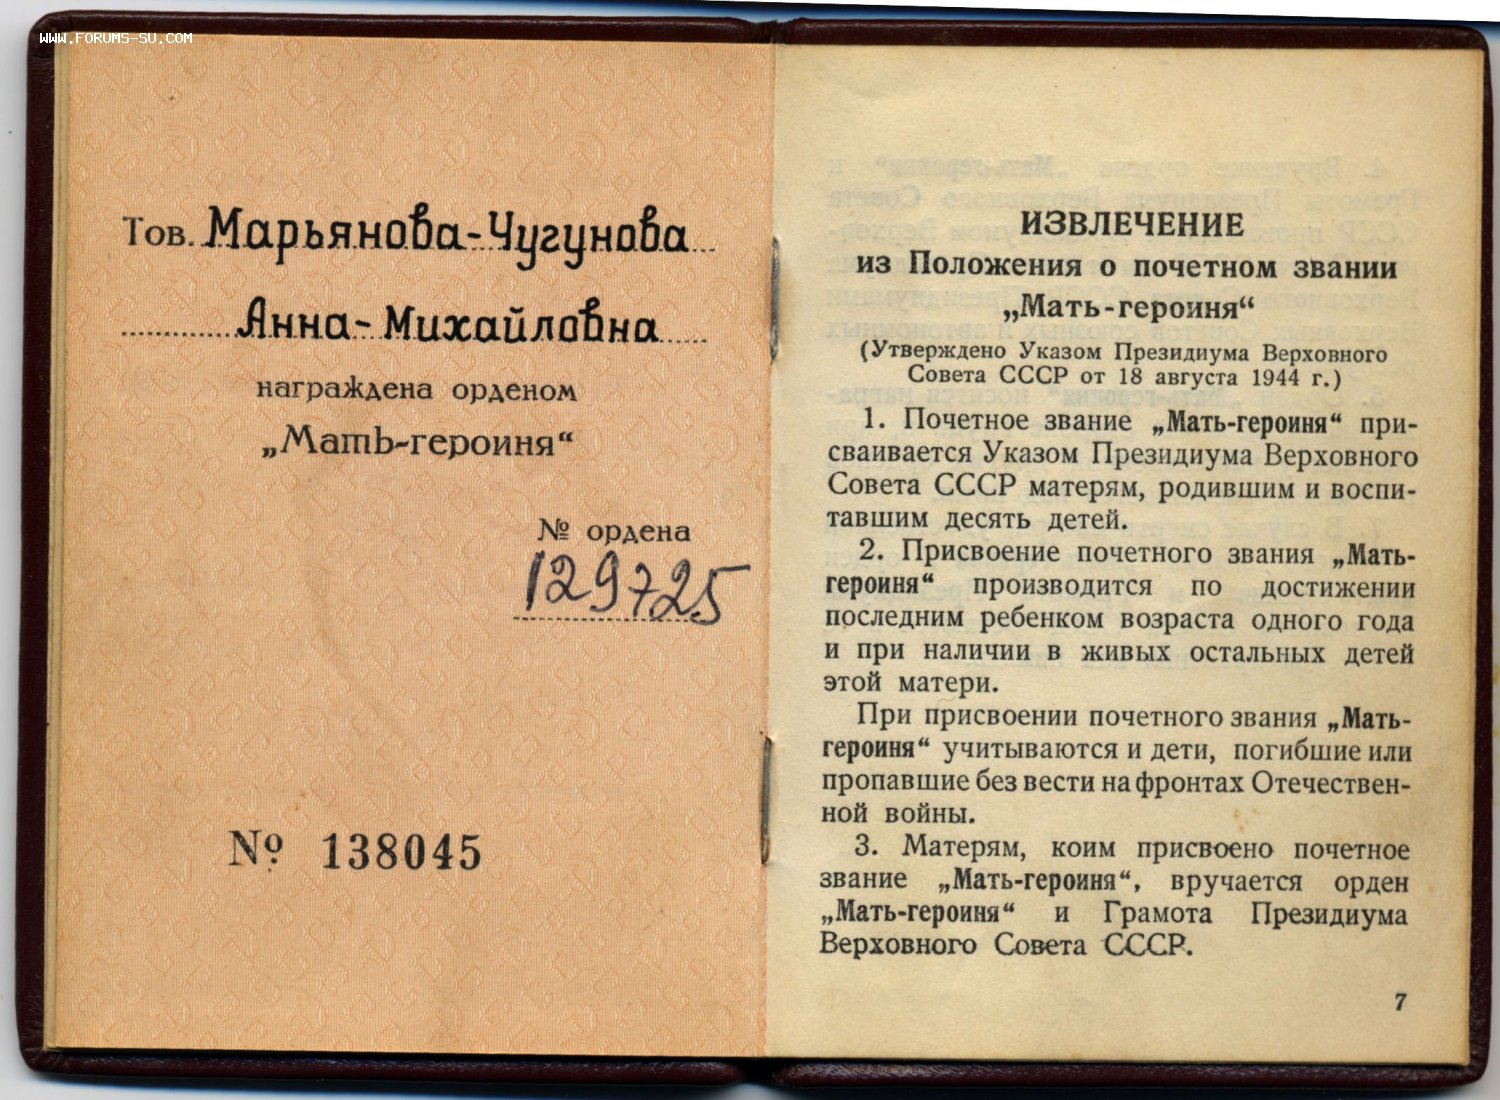 WWW.FORUMS-SU.COM
Тов. Марьянова-Чугунова
Анна-Михайловна
награждена орденом
„Мать-героиня“
№ ордена
129725
№ 138045
ИЗВЛЕЧЕНИЕ
из Положения о почетном звании
„Мать-героиня“
(Утверждено Указом Президиума Верховного
Совета СССР от 18 августа 1944 г.)
1. Почетное звание „Мать-героиня“ при-
сваивается Указом Президиума Верховного
Совета СССР матерям, родившим и воспи-
тавшим десять детей.
2. Присвоение почетного звания „Мать-
героиня“ производится по достижении
последним ребенком возраста одного года
и при наличии в живых остальных детей
этой матери.
При присвоении почетного звания „Мать-
героиня“ учитываются и дети, погибшие или
пропавшие без вести на фронтах Отечествен-
ной войны.
3. Матерям, коим присвоено почетное
звание „Мать-героиня“, вручается орден
„Мать-героиня“ и Грамота Президиума
Верховного Совета СССР.
7